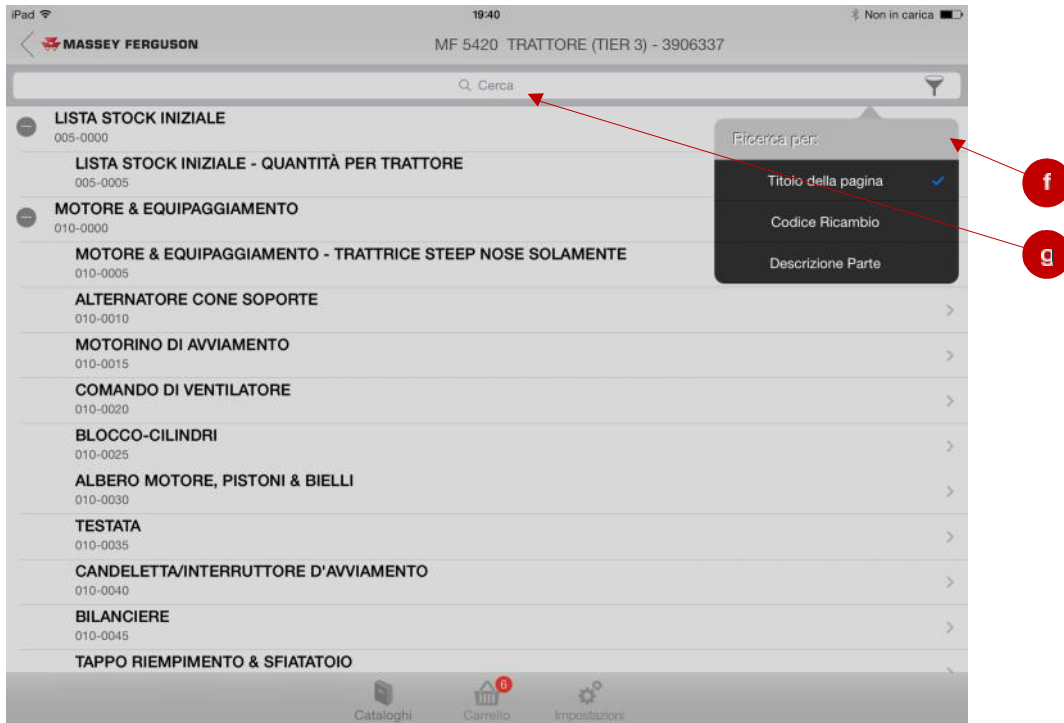 iPad 19:40 Non in carica
MASSEY FERGUSON MF 5420 TRATTORE (TIER 3) - 3906337
Cerca
LISTA STOCK INIZIALE
005-0000
Ricerca per:
LISTA STOCK INIZIALE - QUANTITÀ PER TRATTORE
005-0005
Titolo della pagina
f
MOTORE & EQUIPAGGIAMENTO
010-0000
Codice Ricambio
MOTORE & EQUIPAGGIAMENTO - TRATTRICE STEEP NOSE SOLAMENTE
010-0005
Descrizione Parte
g
ALTERNATORE CONE SOPORTE
010-0010
MOTORINO DI AVVIAMENTO
010-0015
COMANDO DI VENTILATORE
010-0020
BLOCCO-CILINDRI
010-0025
ALBERO MOTORE, PISTONI & BIELLI
010-0030
TESTATA
010-0035
CANDELETTA/INTERRUTTORE D'AVVIAMENTO
010-0040
BILANCIERE
010-0045
TAPPO RIEMPIMENTO & SFIATATOIO
6
Cataloghi Carrello Impostazioni